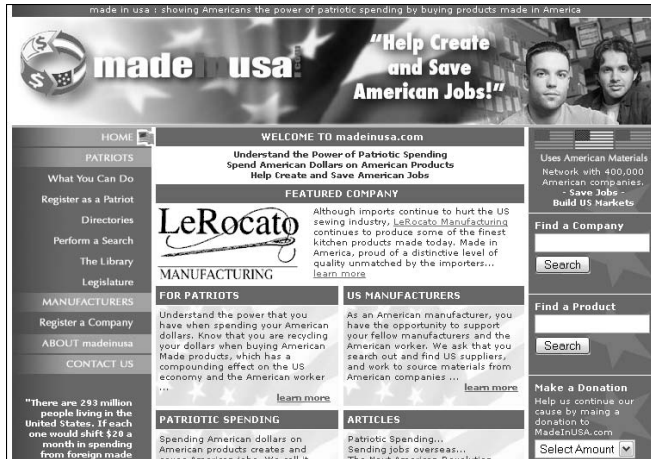 made in usa : showing Americans the power of patriotic spending by buying products made in America
madeinusa.com
"Help Create
and Save
American Jobs!"
HOME
PATRIOTS
What You Can Do
Register as a Patriot
Directories
Perform a Search
The Library
Legislature
MANUFACTURERS
Register a Company
ABOUT madeinusa
CONTACT US
"There are 293 million
people living in the
United States. If each
one would shift $20 a
month in spending
from foreign made
WELCOME TO madeinusa.com
Understand the Power of Patriotic Spending
Spend American Dollars on American Products
Help Create and Save American Jobs
FEATURED COMPANY
LeRocato
MANUFACTURING
Although imports continue to hurt the US
sewing industry, LeRocato Manufacturing
continues to produce some of the finest
kitchen products made today. Made in
America, proud of a distinctive level of
quality unmatched by the importers...
learn more
FOR PATRIOTS
Understand the power that you
have when spending your American
dollars. Know that you are recycling
your dollars when buying American
Made products, which has a
compounding effect on the US
economy and the American worker
...
learn more
US MANUFACTURERS
As an American manufacturer, you
have the opportunity to support
your fellow manufacturers and the
American worker. We ask that you
search out and find US suppliers,
and work to source materials from
American companies ...
learn more
PATRIOTIC SPENDING
Spending American dollars on
American products creates and
ARTICLES
Patriotic Spending...
Sending jobs overseas...
The Next American Revolution
Uses American Materials
Network with 400,000
American companies.
- Save Jobs -
Build US Markets
Find a Company
Search
Find a Product
Search
Make a Donation
Help us continue our
cause by maing a
donation to
MadeInUSA.com
Select Amount